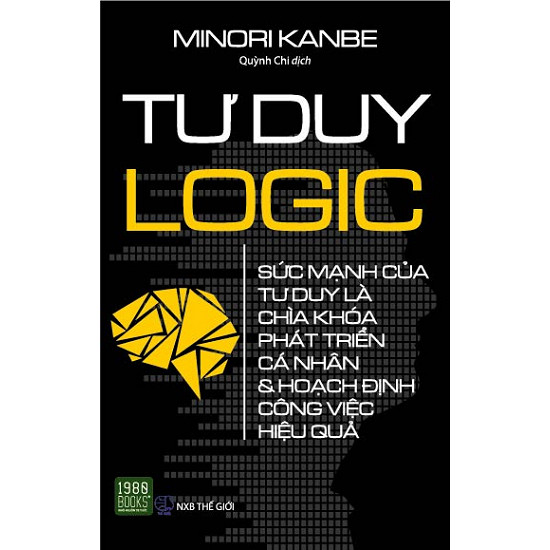 MINORI KANBE
Quỳnh Chi dịch
TƯ DUY
LOGIC
SỨC MẠNH CỦA
TƯ DUY LÀ
CHÌA KHÓA
PHÁT TRIỂN
CÁ NHÂN
& HOẠCH ĐỊNH
CÔNG VIỆC
HIỆU QUẢ
1980
BOOKS
NXB THẾ GIỚI